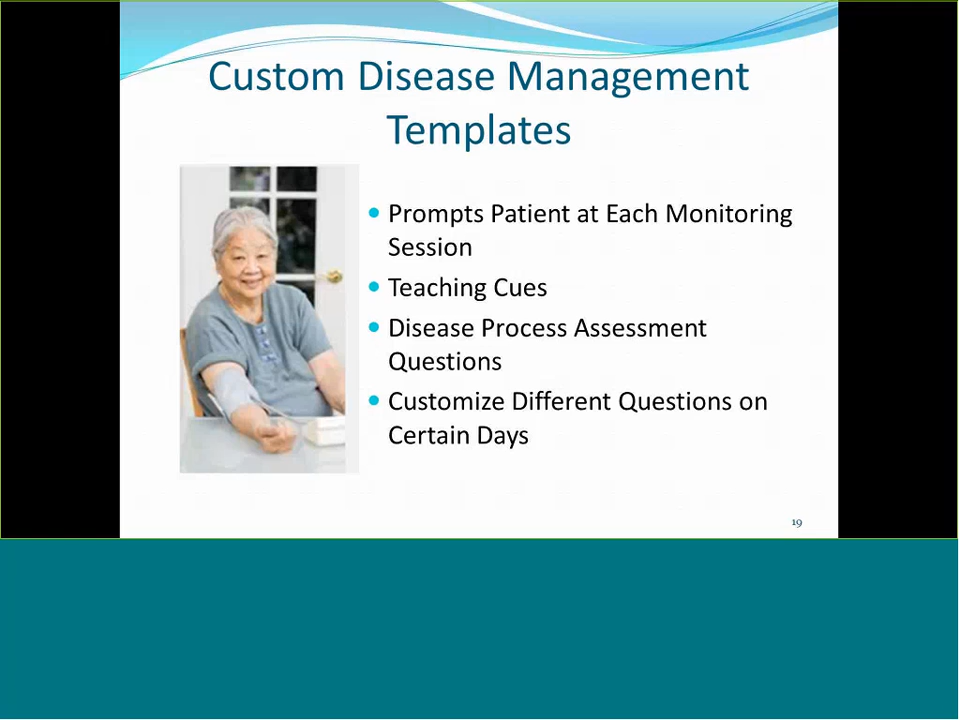 Custom Disease Management
Templates
Prompts Patient at Each Monitoring
Session
Teaching Cues
Disease Process Assessment
Questions
Customize Different Questions on
Certain Days
19